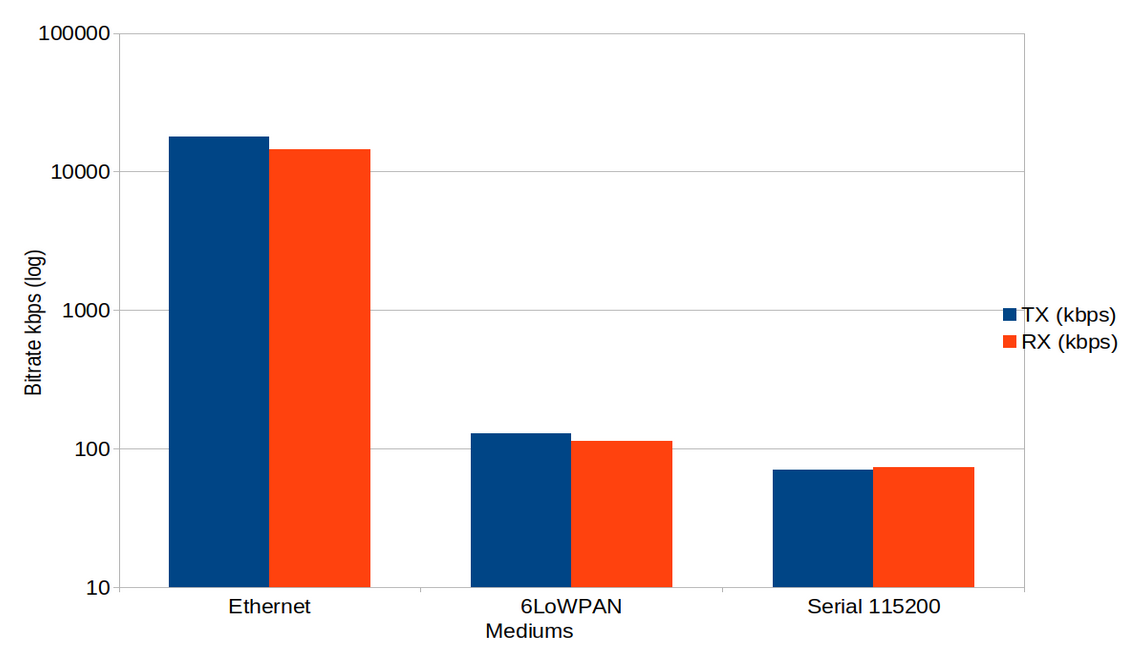 100000
10000
1000
100
10
Bitrate kbps (log)
TX (kbps)
RX (kbps)
Ethernet
6LoWPAN
Serial 115200
Mediums